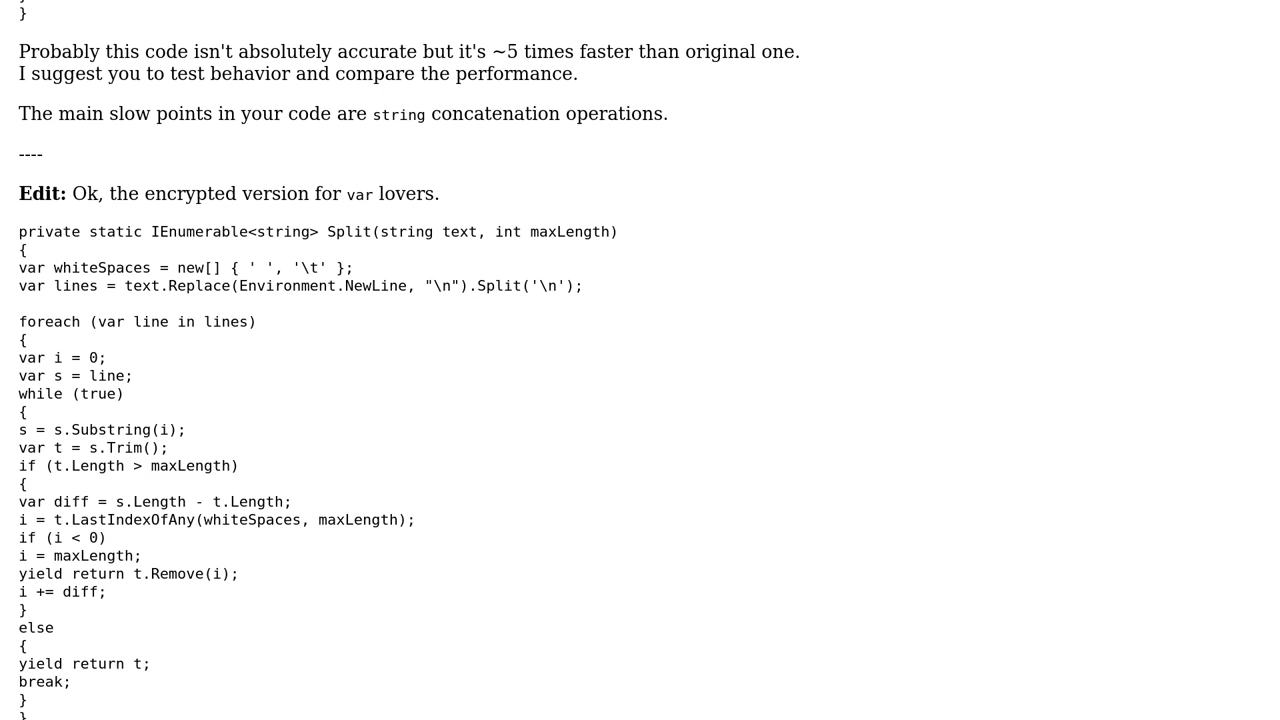 }
Probably this code isn't absolutely accurate but it's ~5 times faster than original one.
I suggest you to test behavior and compare the performance.
The main slow points in your code are string concatenation operations.
----
Edit: Ok, the encrypted version for var lovers.
private static IEnumerable<string> Split(string text, int maxLength)
{
var whiteSpaces = new[] { ' ', '\t' };
var lines = text.Replace(Environment.NewLine, "\n").Split('\n');
foreach (var line in lines)
{
var i = 0;
var s = line;
while (true)
{
s = s.Substring(i);
var t = s.Trim();
if (t.Length > maxLength)
{
var diff = s.Length - t.Length;
i = t.LastIndexOfAny(whiteSpaces, maxLength);
if (i < 0)
i = maxLength;
yield return t.Remove(i);
i += diff;
}
else
{
yield return t;
break;
}
}